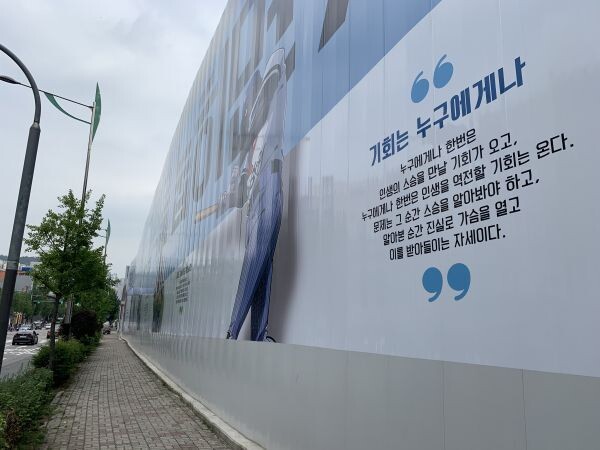 기회는 누구에게나
누구에게나 한번은
인생의 스승을 만날 기회가 오고,
누구에게나 한번은 인생을 역전할 기회는 온다.
문제는 그 순간 스승을 알아봐야 하고,
알아본 순간 진실로 가슴을 열고
이를 받아들이는 자세이다.